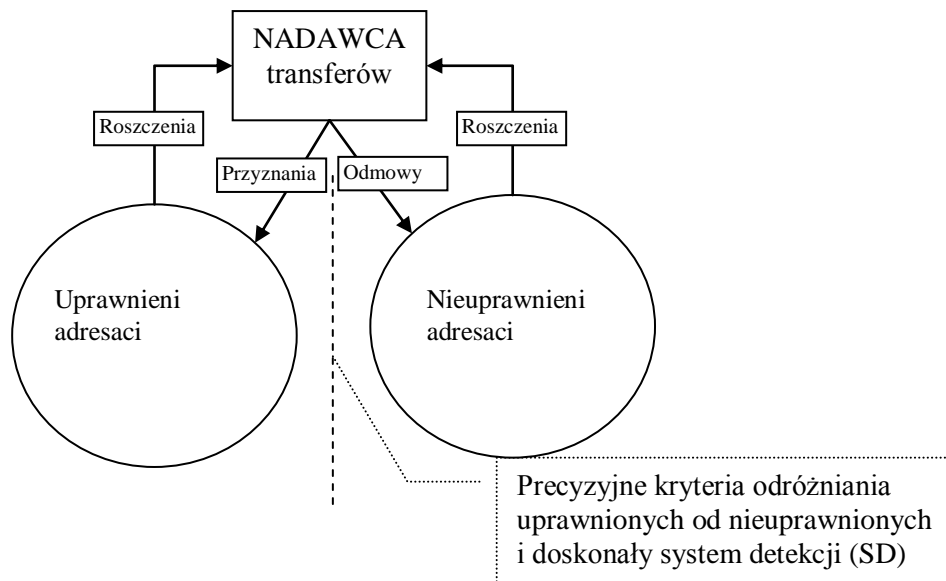 NADAWCA
transferów
Roszczenia
Roszczenia
Przyznania
Odmowy
Uprawnieni
adresaci
Nieuprawnieni
adresaci
Precyzyjne kryteria odróżniania
uprawnionych od nieuprawnionych
i doskonały system detekcji (SD)